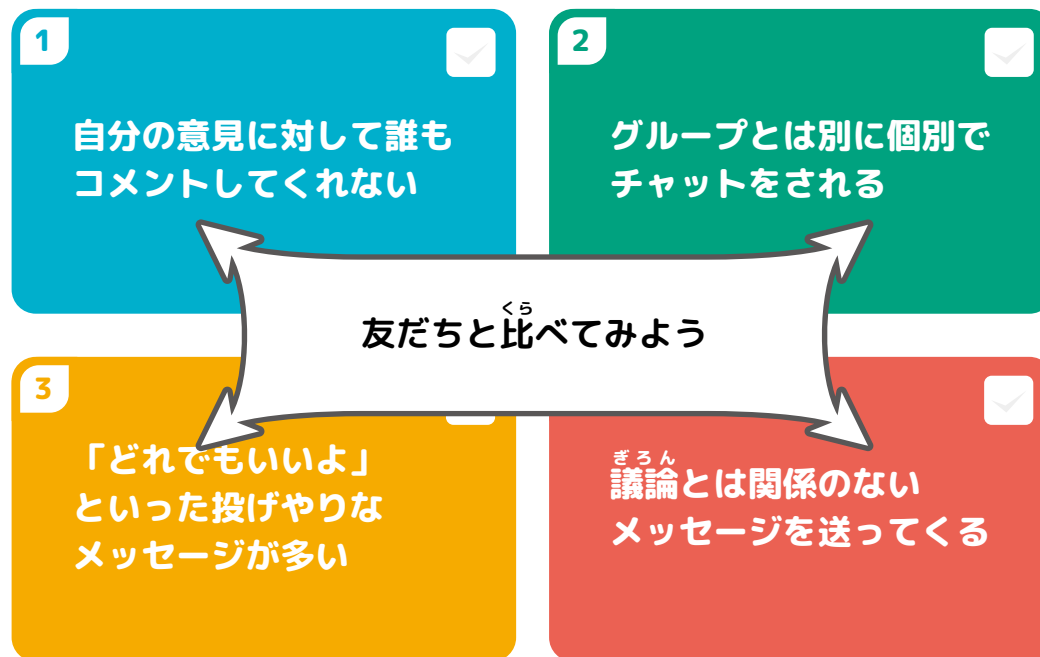 1
自分の意見に対して誰も
コメントしてくれない
2
グループとは別に個別で
チャットをされる
くら
友だちと比べてみよう
3
「どれでもいいよ」
といった投げやりな
メッセージが多い
ぎろん
議論とは関係のない
メッセージを送ってくる